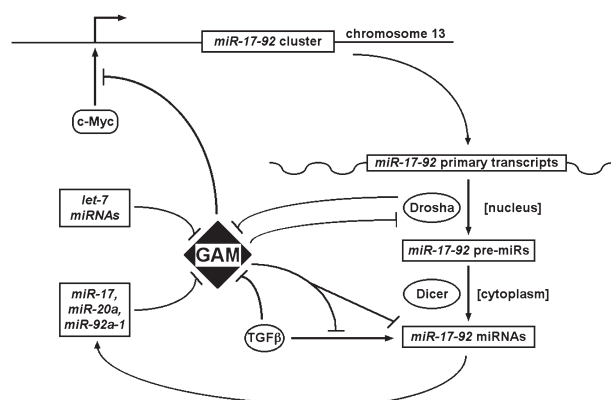 miR-17-92 cluster
chromosome 13
c-Myc
miR-17-92 primary transcripts
let-7
miRNAs
Drosha
[nucleus]
GAM
miR-17-92 pre-miRs
miR-17,
miR-20a,
miR-92a-1
Dicer
[cytoplasm]
TGFβ
miR-17-92 miRNAs